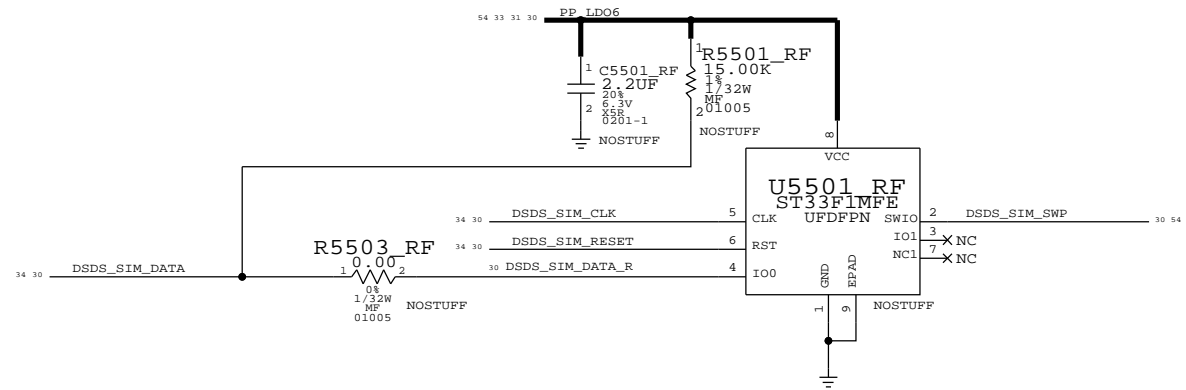 54 33 31 30 PP_LDO6
1
C5501_RF
2.2UF
20%
6.3V
X5R
0201-1
2
NOSTUFF
1
R5501_RF
15.00K
1%
1/32W
MF
01005
2
NOSTUFF
8
VCC
U5501_RF
ST33F1MFE
UFDFPN
34 30 DSDS_SIM_CLK 5 CLK
SWIO 2 DSDS_SIM_SWP 30 54
34 30 DSDS_SIM_RESET 6 RST
IO1 3 NC
NC1 7 NC
R5503_RF
0.00
34 30 DSDS_SIM_DATA 1 2 30 DSDS_SIM_DATA_R 4 IO0
0%
1/32W
MF
01005
NOSTUFF
GND
EPAD
1
9
NOSTUFF